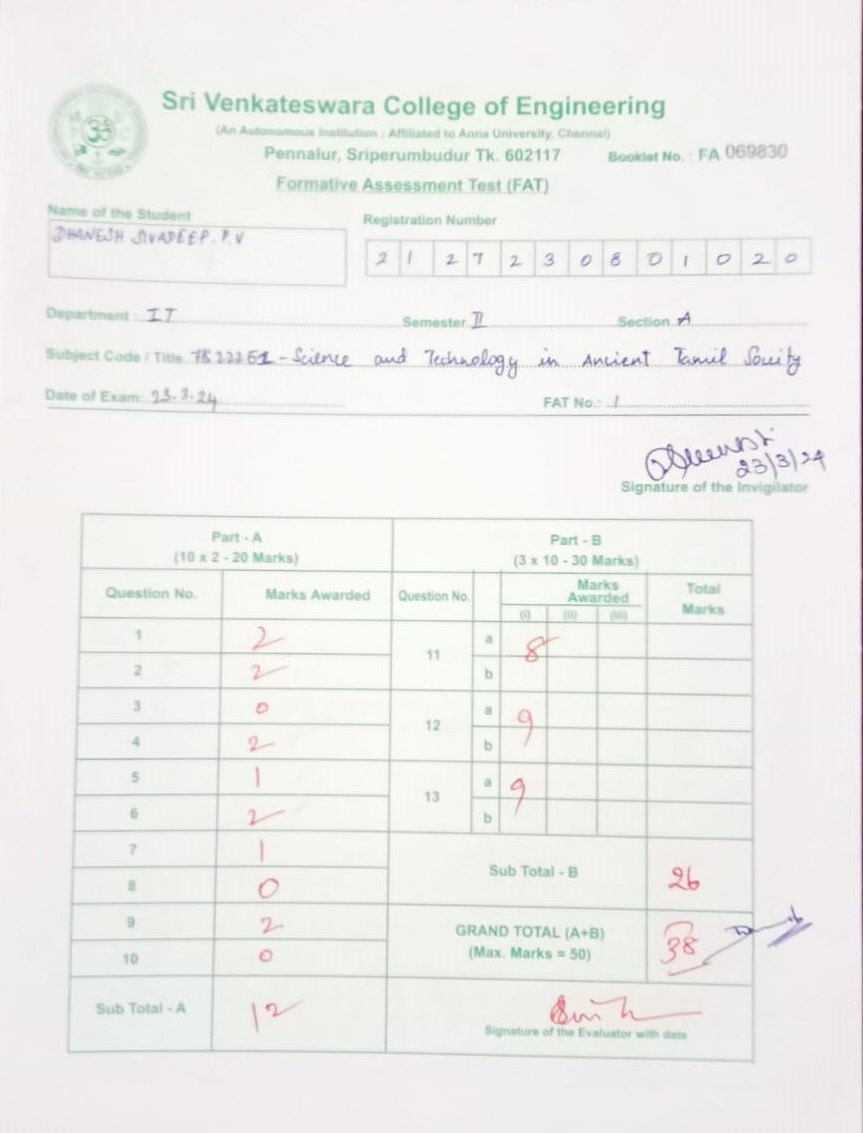 Sri Venkateswara College of Engineering
(An Autonomous Institution ; Affiliated to Anna University, Chennai)
Pennalur, Sriperumbudur Tk. 602117
Booklet No. : FA 069830
Formative Assessment Test (FAT)
Name of the Student
DHANESH SIVADEEP. P.V
Registration Number
2 1 2 7 2 3 0 8 0 1 0 2 0
Department : IT Semester II Section A
Subject Code / Title - Science and Technology in Ancient Tamil Souity
Date of Exam: 23.3.24 FAT No.: 1
23/3/24
Signature of the Invigilator
Part - A
(10 x 2 - 20 Marks)
Part - B
(3 x 10 - 30 Marks)
Question No. Marks Awarded Question No. Marks Awarded Total Marks
(i) (ii) (iii)
1 2
2 2
3 0
4 2
5 1
6 2
7 1
8 0
9 2
10 0
Sub Total - A 12
11 a 8
b
12 a 9
b
13 a 9
b
Sub Total - B 26
GRAND TOTAL (A+B)
(Max. Marks = 50) 38
Signature of the Evaluator with date